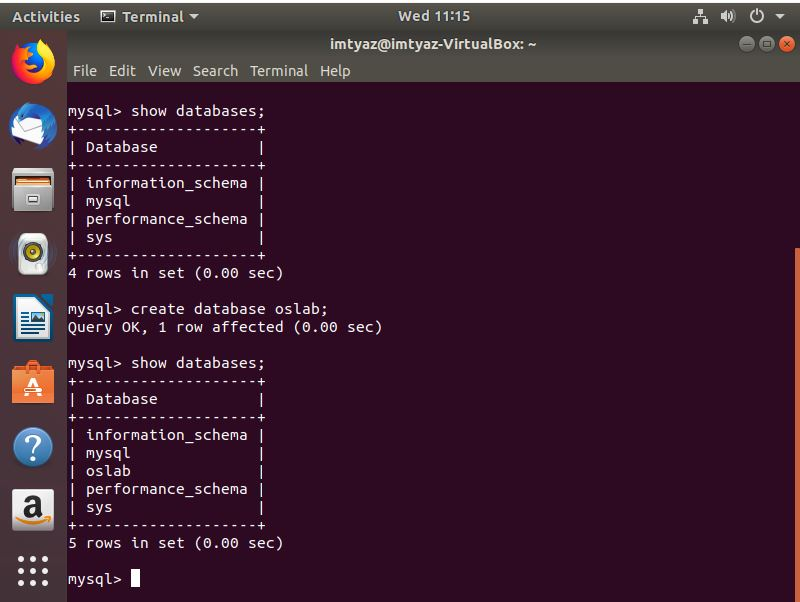 Activities Terminal Wed 11:15
imtyaz@imtyaz-VirtualBox: ~
File Edit View Search Terminal Help
mysql> show databases;
+--------------------+
| Database           |
+--------------------+
| information_schema |
| mysql              |
| performance_schema |
| sys                |
+--------------------+
4 rows in set (0.00 sec)
mysql> create database oslab;
Query OK, 1 row affected (0.00 sec)
mysql> show databases;
+--------------------+
| Database           |
+--------------------+
| information_schema |
| mysql              |
| oslab              |
| performance_schema |
| sys                |
+--------------------+
5 rows in set (0.00 sec)
mysql>
A
?
a